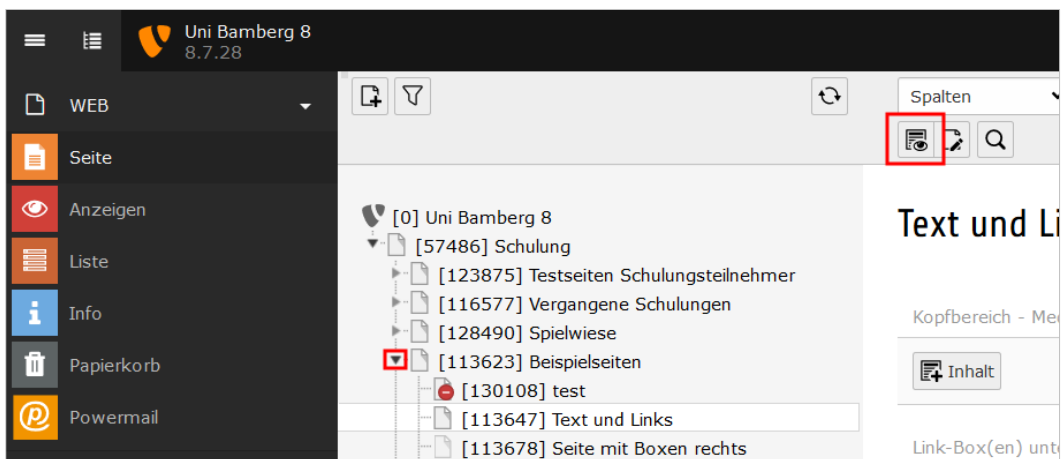 Uni Bamberg 8
8.7.28
WEB
Seite
Anzeigen
Liste
Info
Papierkorb
Powermail
[0] Uni Bamberg 8
[57486] Schulung
[123875] Testseiten Schulungsteilnehmer
[116577] Vergangene Schulungen
[128490] Spielwiese
[113623] Beispielseiten
[130108] test
[113647] Text und Links
[113678] Seite mit Boxen rechts
Spalten
Text und Li
Kopfbereich - Med
Inhalt
Link-Box(en) unt